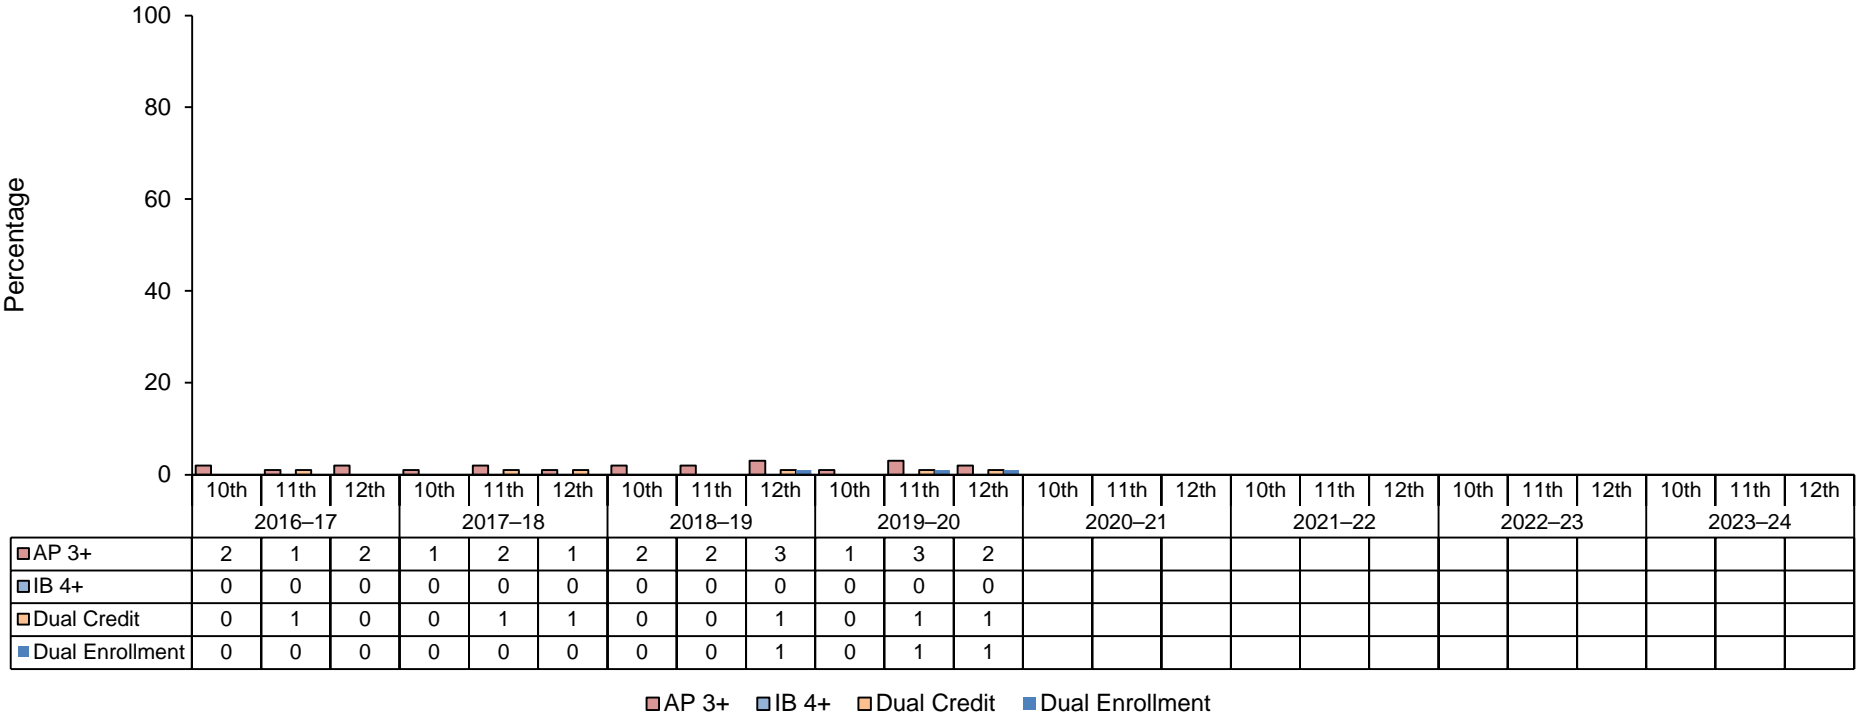 100
80
60
40
20
0
Percentage
10th 11th 12th 10th 11th 12th 10th 11th 12th 10th 11th 12th 10th 11th 12th 10th 11th 12th 10th 11th 12th 10th 11th 12th
2016–17 2017–18 2018–19 2019–20 2020–21 2021–22 2022–23 2023–24
AP 3+ 2 1 2 1 2 1 2 2 3 1 3 2
IB 4+ 0 0 0 0 0 0 0 0 0 0 0 0
Dual Credit 0 1 0 0 1 1 0 0 1 0 1 1
Dual Enrollment 0 0 0 0 0 0 0 0 1 0 1 1
AP 3+ IB 4+ Dual Credit Dual Enrollment